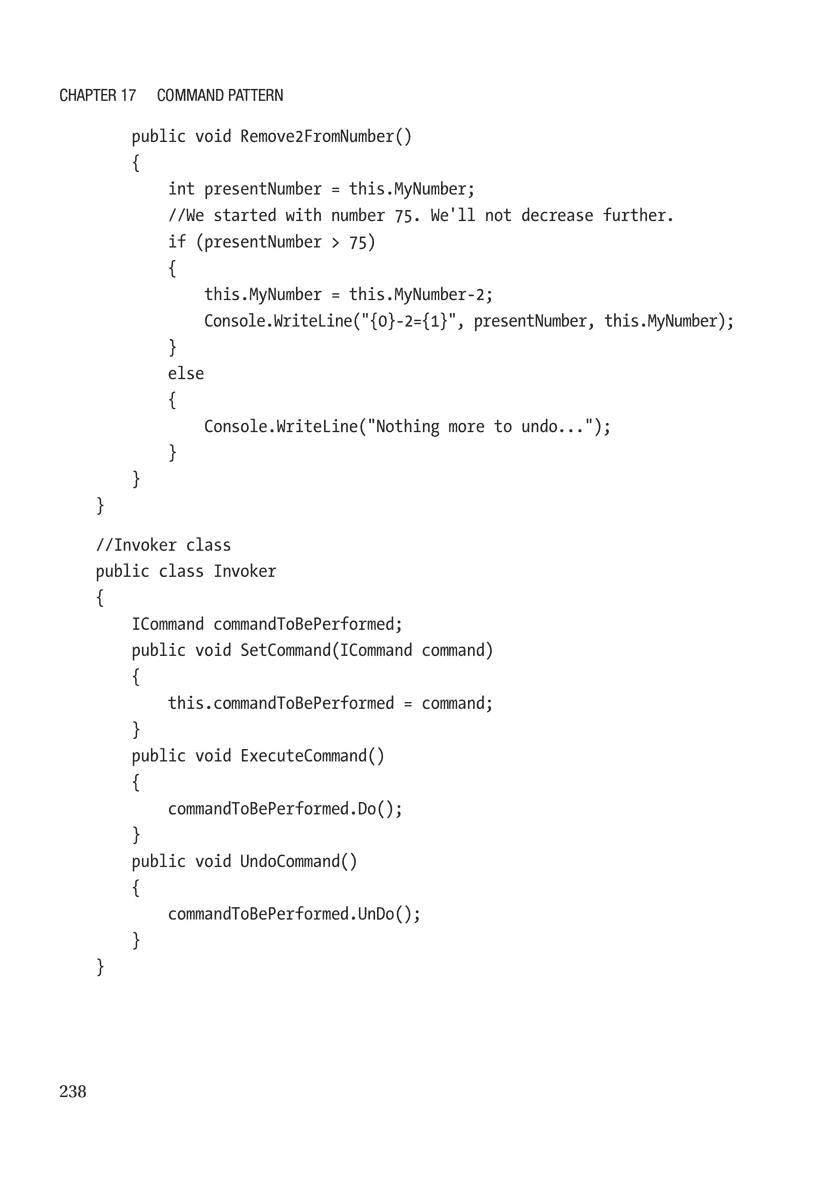 CHAPTER 17 COMMAND PATTERN
public void Remove2FromNumber()
{
int presentNumber = this.MyNumber;
//We started with number 75. We'll not decrease further.
if (presentNumber > 75)
{
this.MyNumber = this.MyNumber-2;
Console.WriteLine("{0}-2={1}", presentNumber, this.MyNumber);
}
else
{
Console.WriteLine("Nothing more to undo...");
}
}
}
//Invoker class
public class Invoker
{
ICommand commandToBePerformed;
public void SetCommand(ICommand command)
{
this.commandToBePerformed = command;
}
public void ExecuteCommand()
{
commandToBePerformed.Do();
}
public void UndoCommand()
{
commandToBePerformed.UnDo();
}
}
238